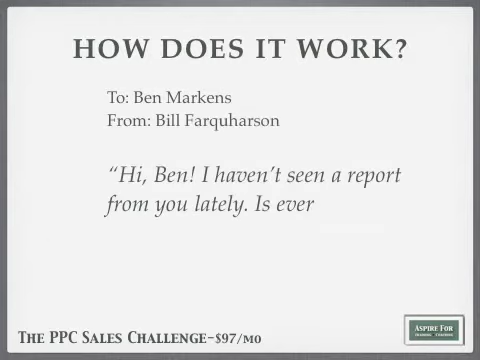 HOW DOES IT WORK?
To: Ben Markens
From: Bill Farquharson
“Hi, Ben! I haven’t seen a report
from you lately. Is ever
The PPC Sales Challenge-$97/mo
Aspire For